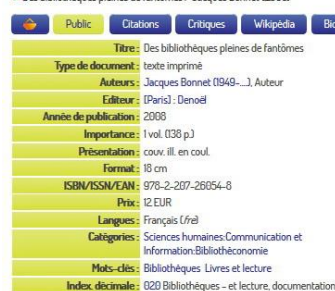 Public Citations Critiques Wikipédia
Titre : Des bibliothèques pleines de fantômes
Type de document : texte imprimé
Auteurs : Jacques Bonnet (1949-....), Auteur
Editeur : [Paris] : Denoël
Année de publication : 2008
Importance : 1 vol. (138 p.)
Présentation : couv. ill. en coul.
Format : 18 cm
ISBN/ISSN/EAN : 978-2-207-26054-8
Prix : 12 EUR
Langues : Français (fre)
Catégories : Sciences humaines:Communication et
Information:Bibliothéconomie
Mots-clés : Bibliothèques Livres et lecture
Index. décimale : 020 Bibliothèques - et lecture, documentation